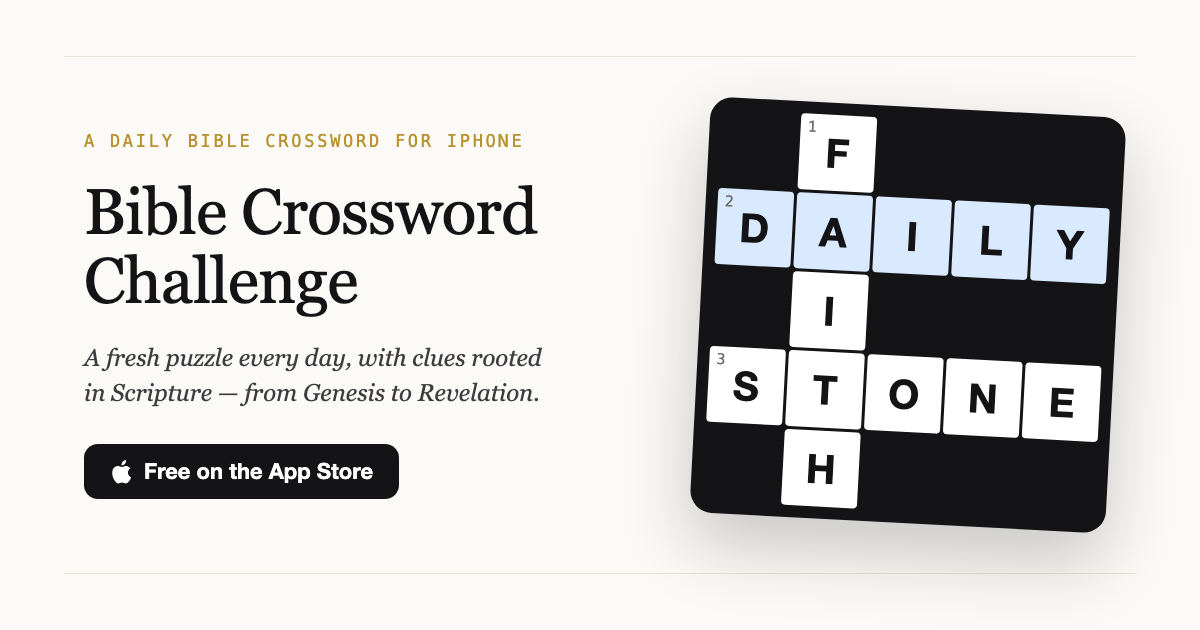 A DAILY BIBLE CROSSWORD FOR IPHONE
Bible Crossword
Challenge
A fresh puzzle every day, with clues rooted
in Scripture — from Genesis to Revelation.
Free on the App Store
1 F
2 D A I L Y
I
3 S T O N E
H